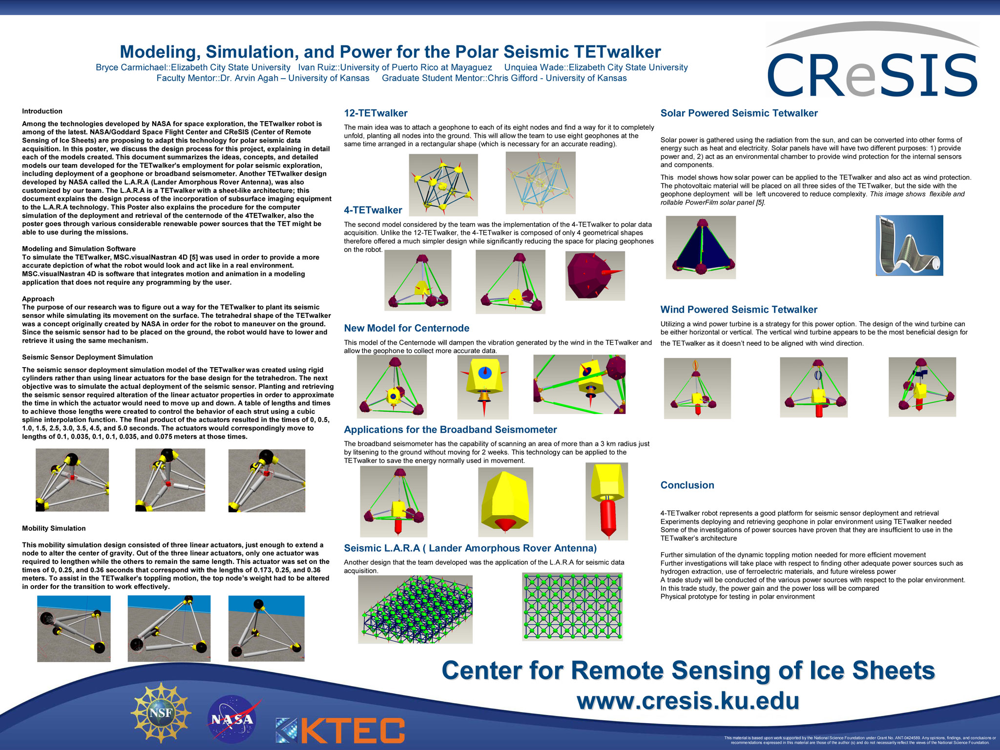 Modeling, Simulation, and Power for the Polar Seismic TETwalker
Bryce Carmichael::Elizabeth City State University Ivan Ruiz::University of Puerto Rico at Mayaguez Unquiea Wade::Elizabeth City State University
Faculty Mentor::Dr. Arvin Agah – University of Kansas Graduate Student Mentor::Chris Gifford - University of Kansas
CReSIS
Introduction
Among the technologies developed by NASA for space exploration, the TETwalker robot is
among of the latest. NASA/Goddard Space Flight Center and CReSIS (Center of Remote
Sensing of Ice Sheets) are proposing to adapt this technology for polar seismic data
acquisition. In this poster, we discuss the design process for this project, explaining in detail
each of the models created. This document summarizes the ideas, concepts, and detailed
models our team developed for the TETwalker's employment for polar seismic exploration,
including deployment of a geophone or broadband seismometer. Another TETwalker design
developed by NASA called the L.A.R.A (Lander Amorphous Rover Antenna), was also
customized by our team. The L.A.R.A is a TETwalker with a sheet-like architecture; this
document explains the design process of the incorporation of subsurface imaging equipment
to the L.A.R.A technology. This Poster also explains the procedure for the computer
simulation of the deployment and retrieval of the centernode of the 4TETwalker, also the
poster goes through various considerable renewable power sources that the TET might be
able to use during the missions.
Modeling and Simulation Software
To simulate the TETwalker, MSC.visualNastran 4D [5] was used in order to provide a more
accurate depiction of what the robot would look and act like in a real environment.
MSC.visualNastran 4D is software that integrates motion and animation in a modeling
application that does not require any programming by the user.
Approach
The purpose of our research was to figure out a way for the TETwalker to plant its seismic
sensor while simulating its movement on the surface. The tetrahedral shape of the TETwalker
was a concept originally created by NASA in order for the robot to maneuver on the ground.
Since the seismic sensor had to be placed on the ground, the robot would have to lower and
retrieve it using the same mechanism.
Seismic Sensor Deployment Simulation
The seismic sensor deployment simulation model of the TETwalker was created using rigid
cylinders rather than using linear actuators for the base design for the tetrahedron. The next
objective was to simulate the actual deployment of the seismic sensor. Planting and retrieving
the seismic sensor required alteration of the linear actuator properties in order to approximate
the time in which the actuator would need to move up and down. A table of lengths and times
to achieve those lengths were created to control the behavior of each strut using a cubic
spline interpolation function. The final product of the actuators resulted in the times of 0, 0.5,
1.0, 1.5, 2.5, 3.0, 3.5, 4.5, and 5.0 seconds. The actuators would correspondingly move to
lengths of 0.1, 0.035, 0.1, 0.1, 0.035, and 0.075 meters at those times.
Mobility Simulation
This mobility simulation design consisted of three linear actuators, just enough to extend a
node to alter the center of gravity. Out of the three linear actuators, only one actuator was
required to lengthen while the others to remain the same length. This actuator was set on the
times of 0, 0.25, and 0.36 seconds that correspond with the lengths of 0.173, 0.25, and 0.36
meters. To assist in the TETwalker's toppling motion, the top node's weight had to be altered
in order for the transition to work effectively.
12-TETwalker
The main idea was to attach a geophone to each of its eight nodes and find a way for it to completely
unfold, planting all nodes into the ground. This will allow the team to use eight geophones at the
same time arranged in a rectangular shape (which is necessary for an accurate reading).
4-TETwalker
The second model considered by the team was the implementation of the 4-TETwalker to polar data
acquisition. Unlike the 12-TETwalker, the 4-TETwalker is composed of only 4 geometrical shapes
therefore offered a much simpler design while significantly reducing the space for placing geophones
on the robot.
New Model for Centernode
This model of the Centernode will dampen the vibration generated by the wind in the TETwalker and
allow the geophone to collect more accurate data.
Applications for the Broadband Seismometer
The broadband seismometer has the capability of scanning an area of more than a 3 km radius just
by litsening to the ground without moving for 2 weeks. This technology can be applied to the
TETwalker to save the energy normally used in movement.
Seismic L.A.R.A ( Lander Amorphous Rover Antenna)
Another design that the team developed was the application of the L.A.R.A for seismic data
acquisition.
Solar Powered Seismic Tetwalker
Solar power is gathered using the radiation from the sun, and can be converted into other forms of
energy such as heat and electricity. Solar panels have will have two different purposes: 1) provide
power and, 2) act as an environmental chamber to provide wind protection for the internal sensors
and components.
This model shows how solar power can be applied to the TETwalker and also act as wind protection.
The photovoltaic material will be placed on all three sides of the TETwalker, but the side with the
geophone deployment will be left uncovered to reduce complexity. This image shows flexible and
rollable PowerFilm solar panel [5].
Wind Powered Seismic Tetwalker
Utilizing a wind power turbine is a strategy for this power option. The design of the wind turbine can
be either horizontal or vertical. The vertical wind turbine appears to be the most beneficial design for
the TETwalker as it doesn't need to be aligned with wind direction.
Conclusion
4-TETwalker robot represents a good platform for seismic sensor deployment and retrieval
Experiments deploying and retrieving geophone in polar environment using TETwalker needed
Some of the investigations of power sources have proven that they are insufficient to use in the
TETwalker's architecture
Further simulation of the dynamic toppling motion needed for more efficient movement
Further investigations will take place with respect to finding other adequate power sources such as
hydrogen extraction, use of ferroelectric materials, and future wireless power
A trade study will be conducted of the various power sources with respect to the polar environment.
In this trade study, the power gain and the power loss will be compared
Physical prototype for testing in polar environment
Center for Remote Sensing of Ice Sheets
www.cresis.ku.edu
NSF
NASA
KTEC
This material is based upon work supported by the National Science Foundation under Grant No. ANT-0424589. Any opinions, findings, and conclusions or
recommendations expressed in this material are those of the author (s) and do not necessarily reflect the views of the National Science Foundation.